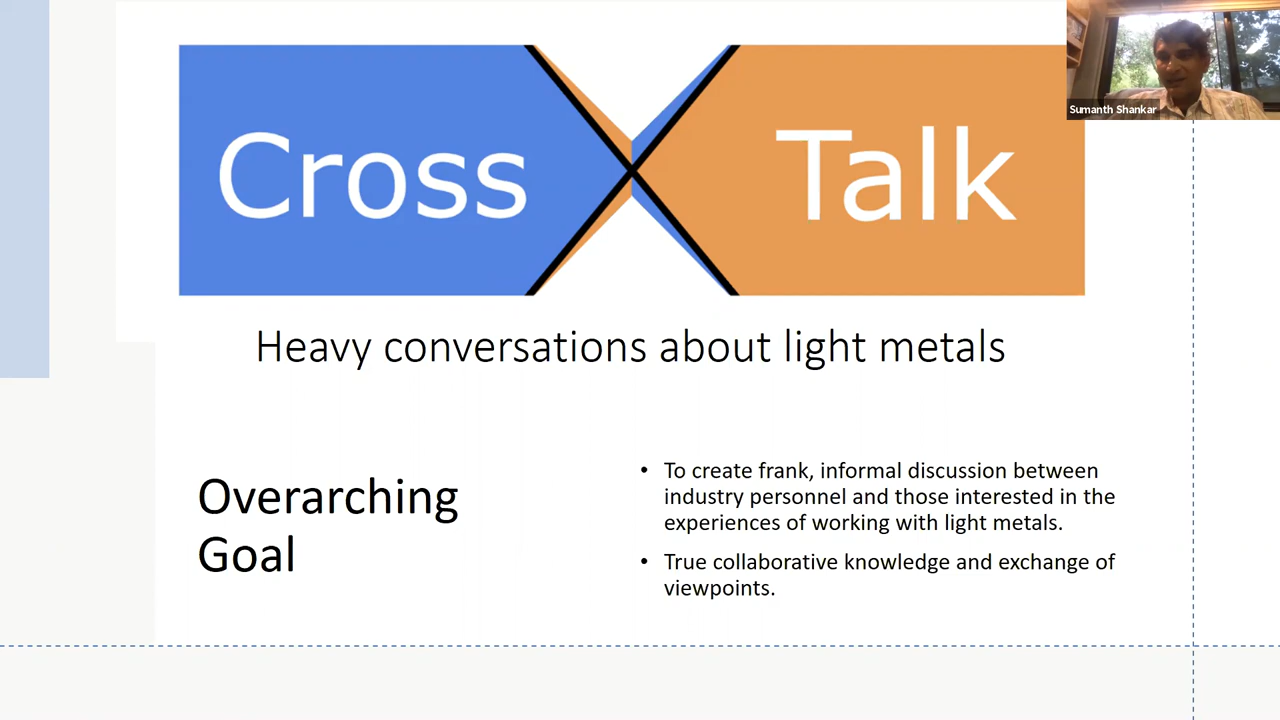 Cross Talk
Sumanth Shankar
Heavy conversations about light metals
Overarching
Goal
• To create frank, informal discussion between
industry personnel and those interested in the
experiences of working with light metals.
• True collaborative knowledge and exchange of
viewpoints.